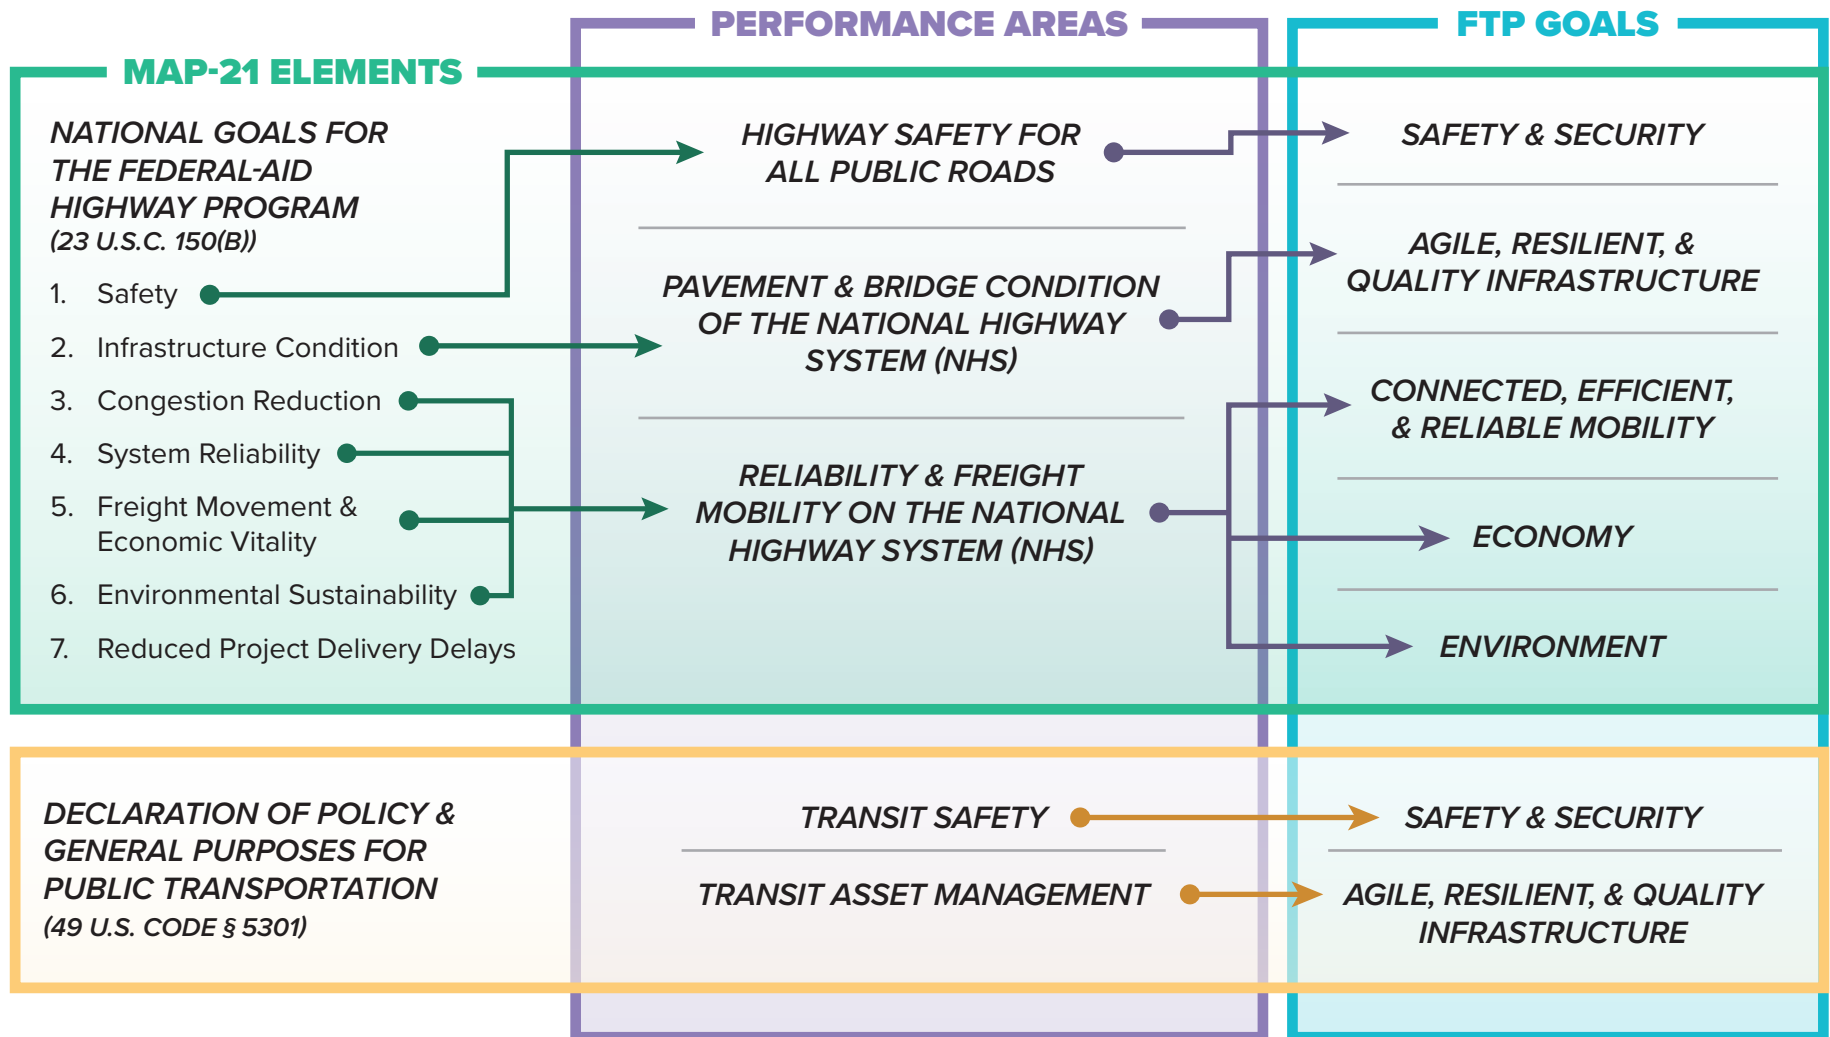 PERFORMANCE AREAS
FTP GOALS
MAP-21 ELEMENTS
NATIONAL GOALS FOR
THE FEDERAL-AID
HIGHWAY PROGRAM
(23 U.S.C. 150(B))
1. Safety
2. Infrastructure Condition
3. Congestion Reduction
4. System Reliability
5. Freight Movement &
Economic Vitality
6. Environmental Sustainability
7. Reduced Project Delivery Delays
HIGHWAY SAFETY FOR
ALL PUBLIC ROADS
PAVEMENT & BRIDGE CONDITION
OF THE NATIONAL HIGHWAY
SYSTEM (NHS)
RELIABILITY & FREIGHT
MOBILITY ON THE NATIONAL
HIGHWAY SYSTEM (NHS)
SAFETY & SECURITY
AGILE, RESILIENT, &
QUALITY INFRASTRUCTURE
CONNECTED, EFFICIENT,
& RELIABLE MOBILITY
ECONOMY
ENVIRONMENT
DECLARATION OF POLICY &
GENERAL PURPOSES FOR
PUBLIC TRANSPORTATION
(49 U.S. CODE § 5301)
TRANSIT SAFETY
TRANSIT ASSET MANAGEMENT
SAFETY & SECURITY
AGILE, RESILIENT, & QUALITY
INFRASTRUCTURE